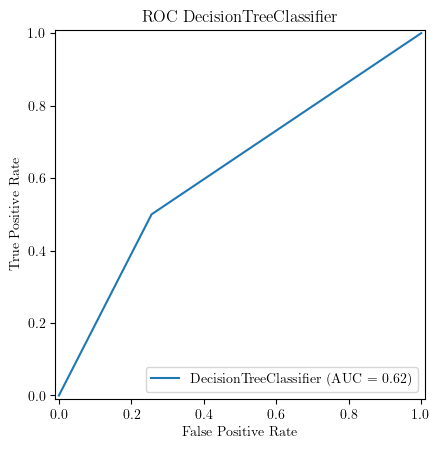 ROC DecisionTreeClassifier
1.0
0.8
0.6
0.4
0.2
0.0
True Positive Rate
DecisionTreeClassifier (AUC = 0.62)
0.0 0.2 0.4 0.6 0.8 1.0
False Positive Rate